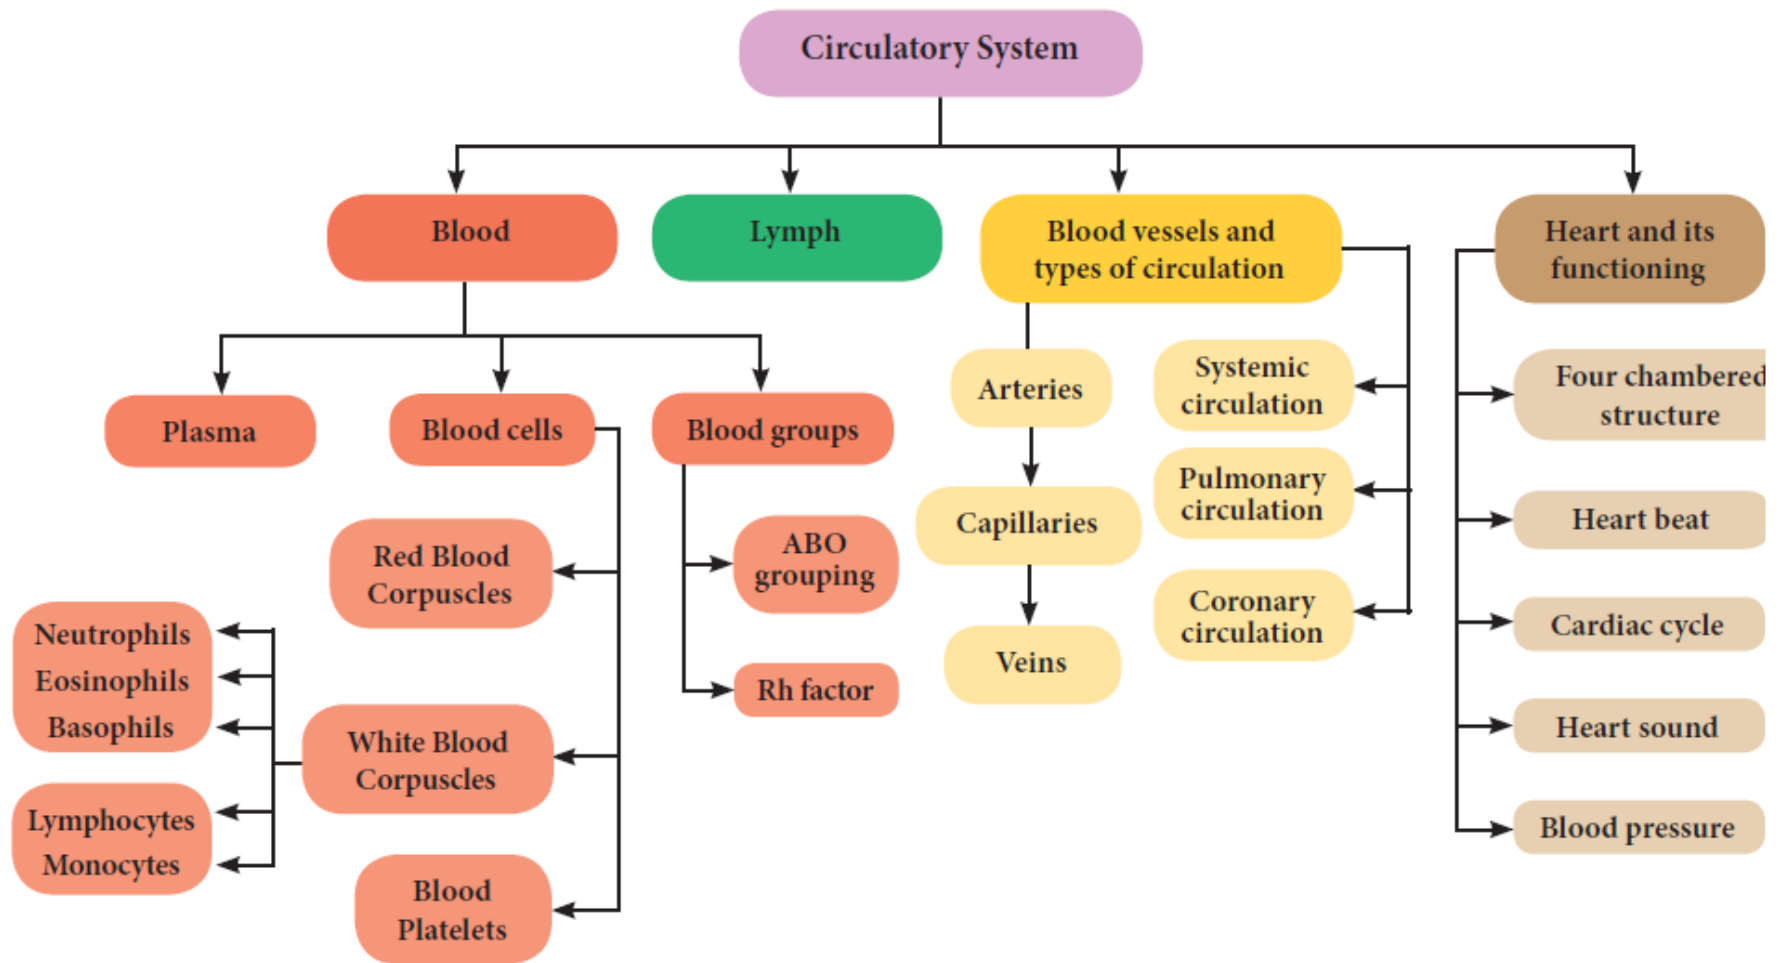 Circulatory System
Blood
Lymph
Blood vessels and
types of circulation
Heart and its
functioning
Plasma
Blood cells
Blood groups
Red Blood
Corpuscles
White Blood
Corpuscles
Blood
Platelets
Neutrophils
Eosinophils
Basophils
Lymphocytes
Monocytes
ABO
grouping
Rh factor
Arteries
Capillaries
Veins
Systemic
circulation
Pulmonary
circulation
Coronary
circulation
Four chambered
structure
Heart beat
Cardiac cycle
Heart sound
Blood pressure